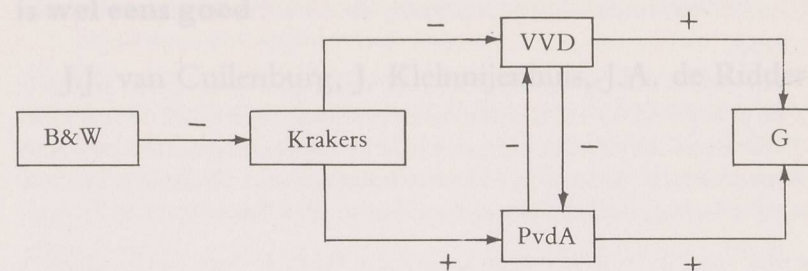 is wel eens goed
J.J. van Cuilenburg, J. Kleinnijenhuis, J.A. de Ridder
− VVD +
B&W − Krakers − − G
PvdA
+ +